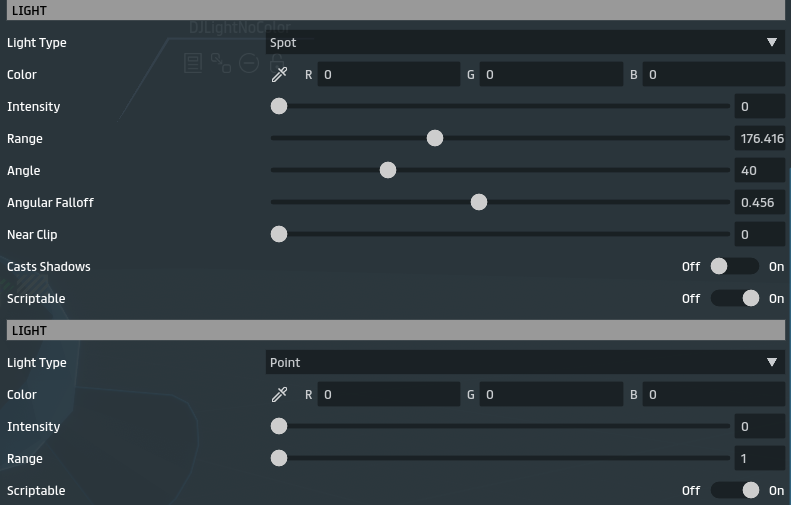 LIGHT
DJLightNoColor
Light Type Spot
Color R 0 G 0 B 0
Intensity 0
Range 176.416
Angle 40
Angular Falloff 0.456
Near Clip 0
Casts Shadows Off On
Scriptable Off On
LIGHT
Light Type Point
Color R 0 G 0 B 0
Intensity 0
Range 1
Scriptable Off On